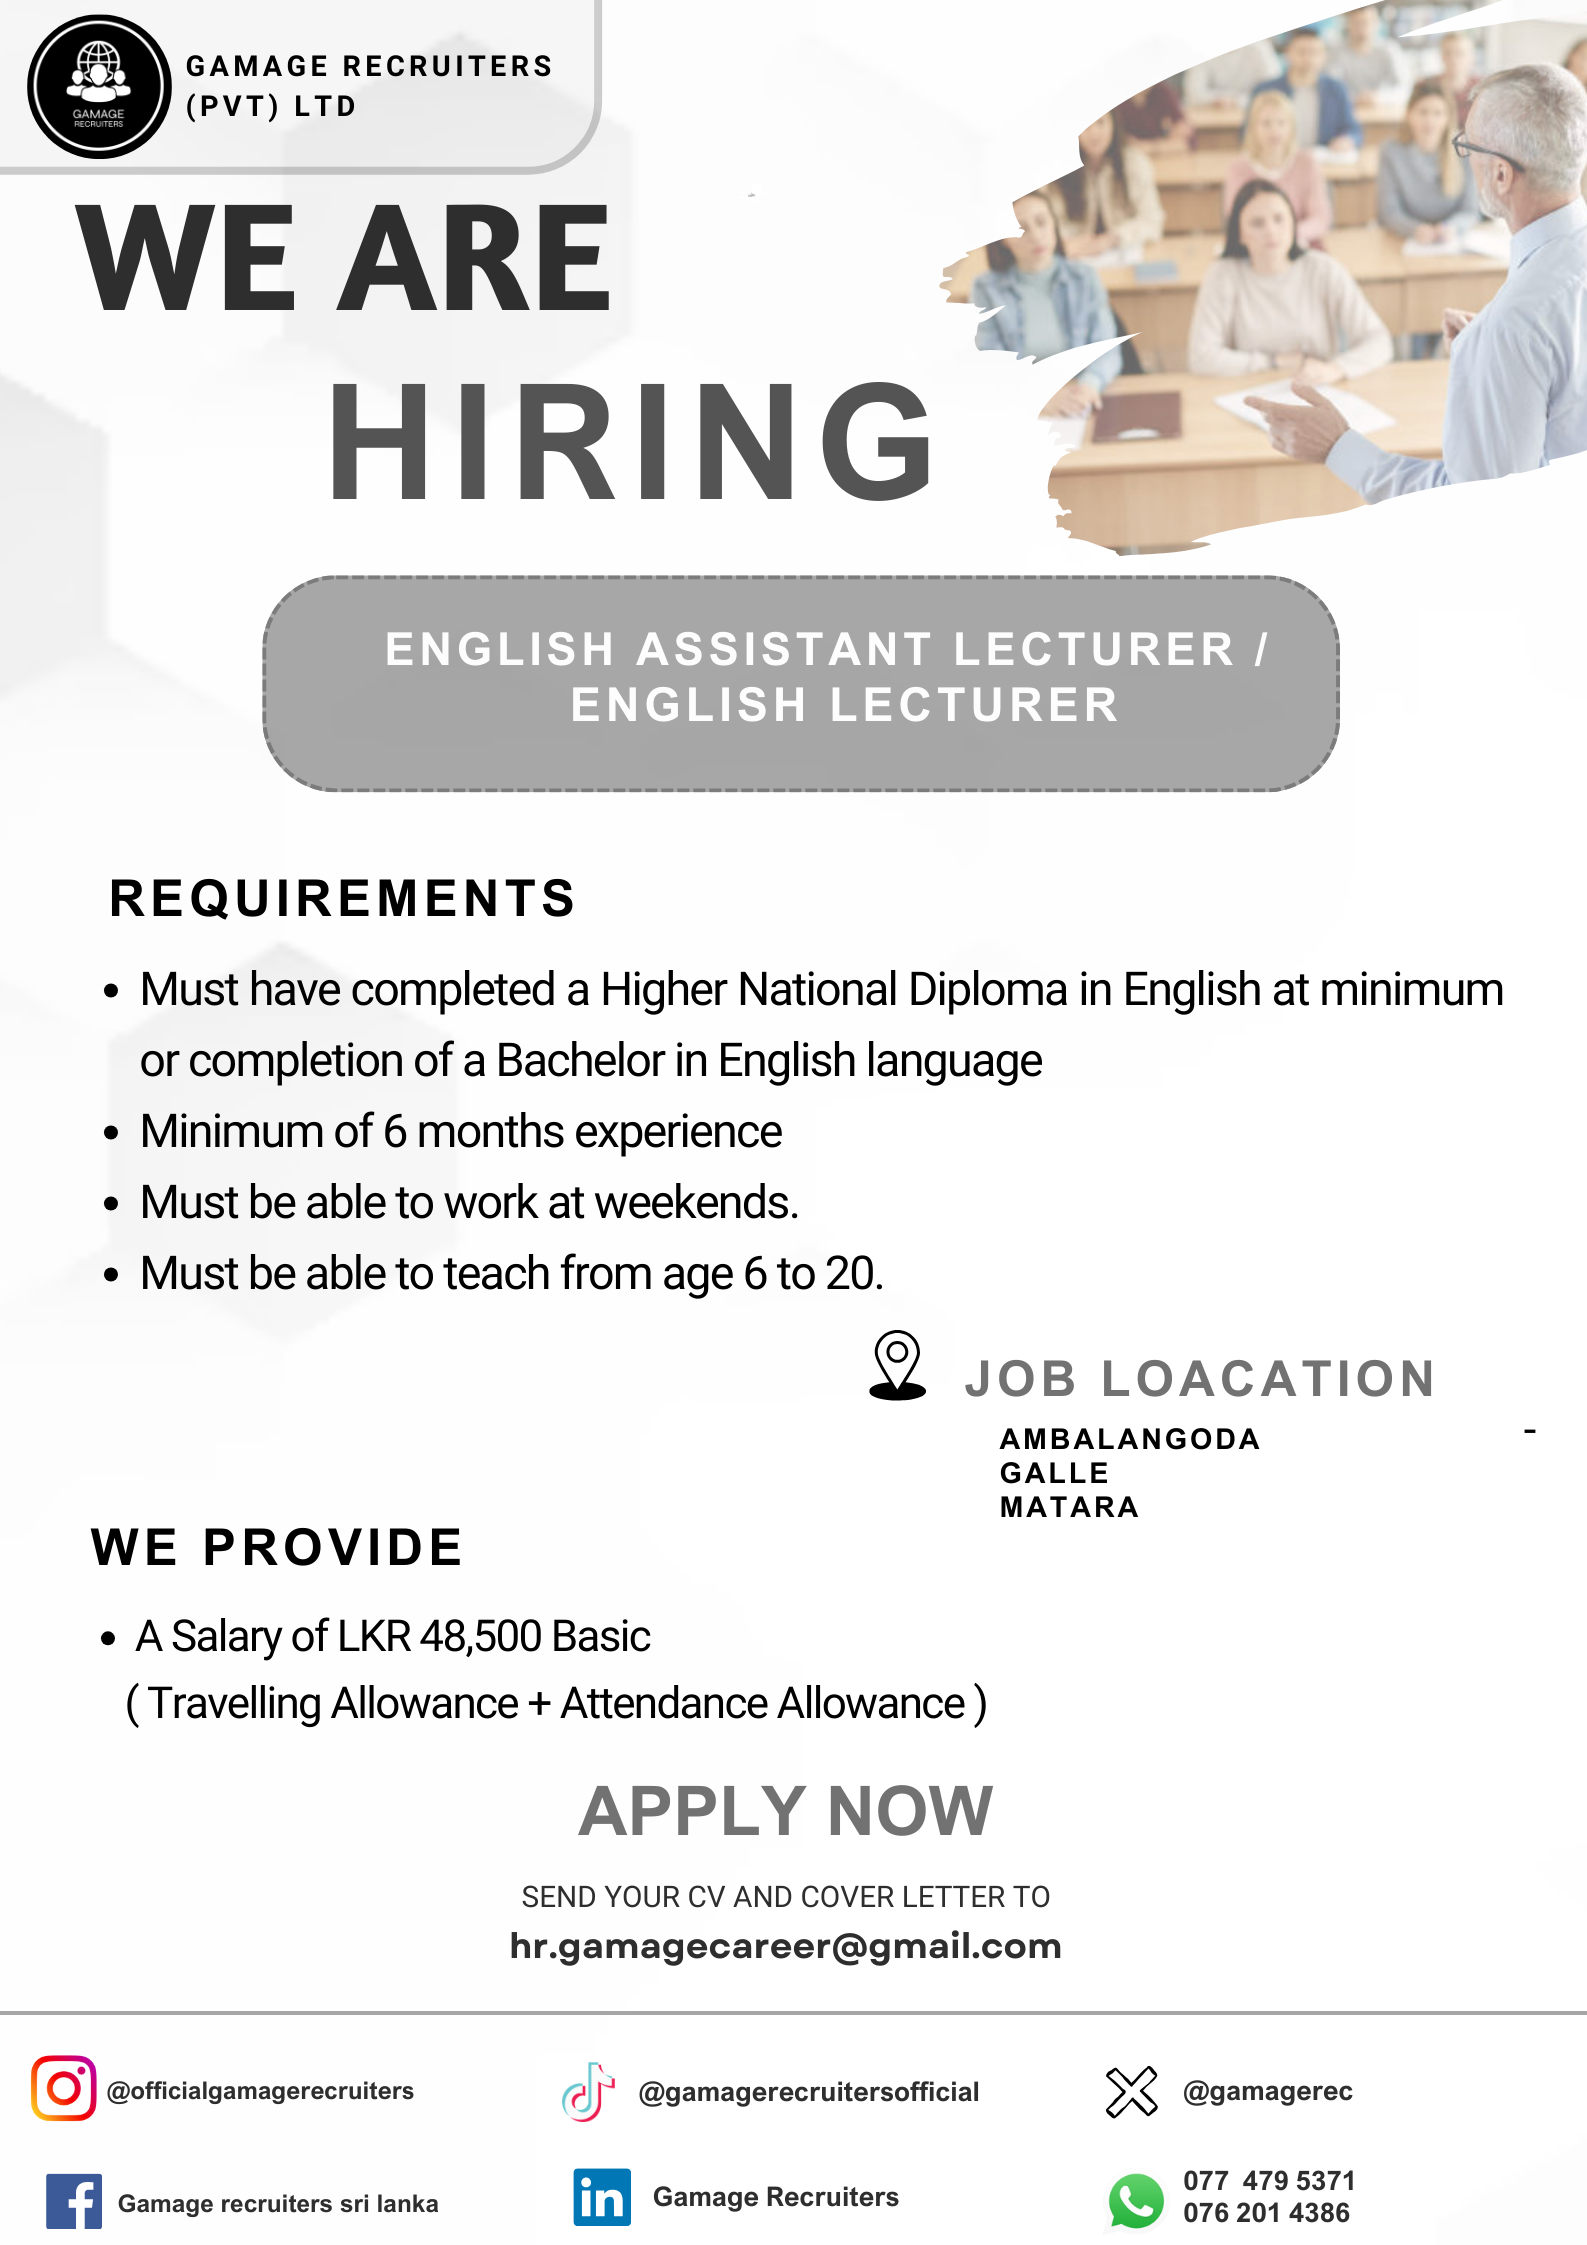 GAMAGE RECRUITERS
(PVT) LTD
GAMAGE
RECRUITERS
WE ARE
HIRING
ENGLISH ASSISTANT LECTURER /
ENGLISH LECTURER
REQUIREMENTS
• Must have completed a Higher National Diploma in English at minimum
or completion of a Bachelor in English language
• Minimum of 6 months experience
• Must be able to work at weekends.
• Must be able to teach from age 6 to 20.
JOB LOACATION
AMBALANGODA -
GALLE
MATARA
WE PROVIDE
• A Salary of LKR 48,500 Basic
( Travelling Allowance + Attendance Allowance )
APPLY NOW
SEND YOUR CV AND COVER LETTER TO
hr.gamagecareer@gmail.com
@officialgamagerecruiters
@gamagerecruitersofficial
@gamagerec
Gamage recruiters sri lanka
Gamage Recruiters
077 479 5371
076 201 4386